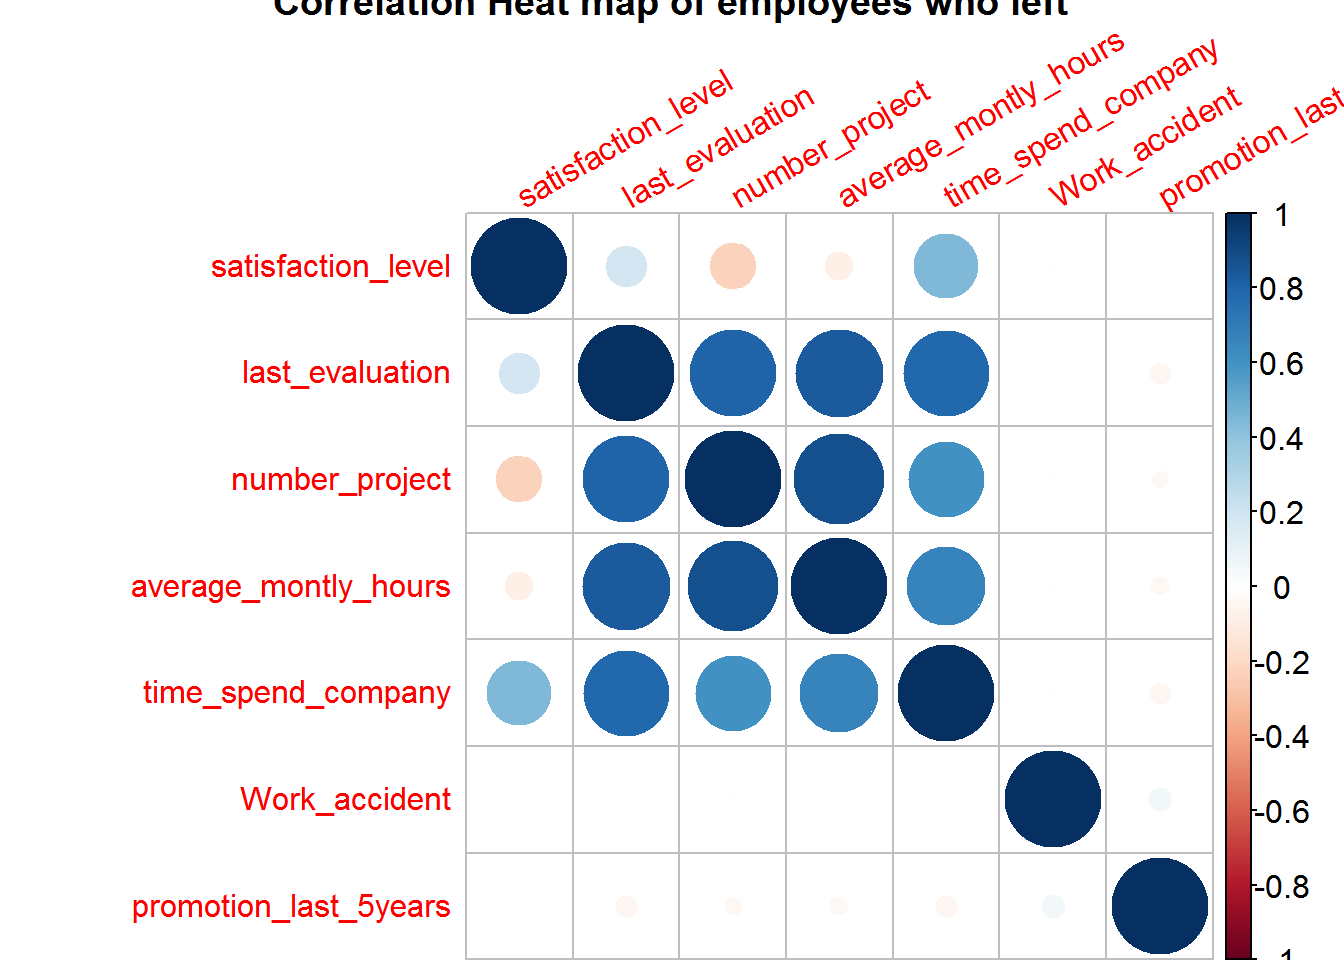 Correlation Heat map of employees who left
satisfaction_level
last_evaluation
number_project
average_montly_hours
time_spend_company
Work_accident
promotion_last
satisfaction_level
last_evaluation
number_project
average_montly_hours
time_spend_company
Work_accident
promotion_last_5years
1
0.8
0.6
0.4
0.2
0
-0.2
-0.4
-0.6
-0.8
-1